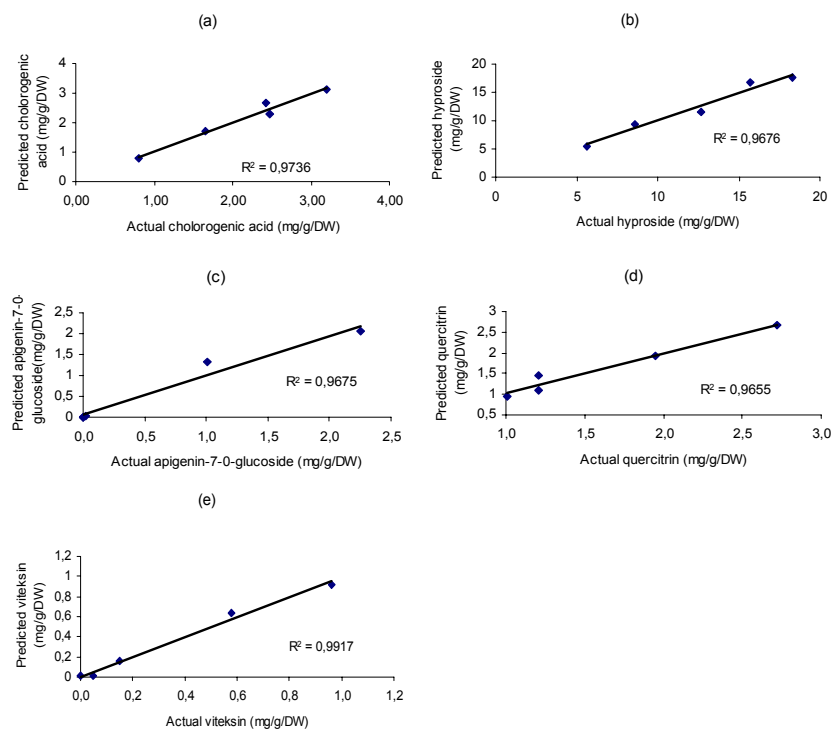 (a)
Predicted cholorogenic
acid (mg/g/DW)
4
3
2
1
0
R² = 0,9736
0,00 1,00 2,00 3,00 4,00
Actual cholorogenic acid (mg/g/DW)
(b)
Predicted hyproside
(mg/g/DW)
20
15
10
5
0
R² = 0,9676
0 5 10 15 20
Actual hyproside (mg/g/DW)
(c)
Predicted apigenin-7-0-
glucoside(mg/g/DW)
2,5
2
1,5
1
0,5
0
R² = 0,9675
0,0 0,5 1,0 1,5 2,0 2,5
Actual apigenin-7-0-glucoside (mg/g/DW)
(d)
Predicted quercitrin
(mg/g/DW)
3
2,5
2
1,5
1
0,5
R² = 0,9655
1,0 1,5 2,0 2,5 3,0
Actual quercitrin (mg/g/DW)
(e)
Predicted viteksin
(mg/g/DW)
1,2
1
0,8
0,6
0,4
0,2
0
R² = 0,9917
0,0 0,2 0,4 0,6 0,8 1,0 1,2
Actual viteksin (mg/g/DW)